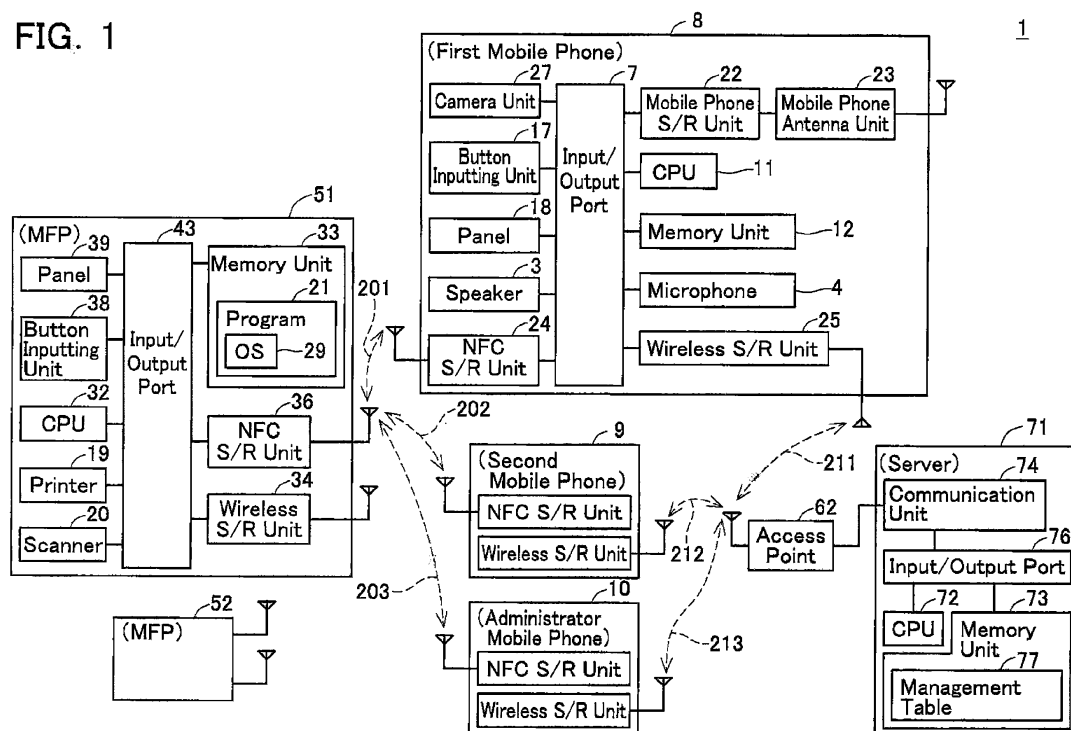 FIG. 1
1
8
(First Mobile Phone)
27
Camera Unit
17
Button
Inputting Unit
18
Panel
3
Speaker
24
NFC
S/R Unit
7
Input/
Output
Port
22
Mobile Phone
S/R Unit
23
Mobile Phone
Antenna Unit
CPU
11
Memory Unit
12
Microphone
4
25
Wireless S/R Unit
51
(MFP)
39
Panel
38
Button
Inputting
Unit
32
CPU
19
Printer
20
Scanner
43
Input/
Output
Port
33
Memory Unit
21
Program
OS
29
36
NFC
S/R Unit
34
Wireless
S/R Unit
201
202
203
52
(MFP)
9
(Second
Mobile Phone)
NFC S/R Unit
Wireless S/R Unit
10
(Administrator
Mobile Phone)
NFC S/R Unit
Wireless S/R Unit
211
212
213
62
Access
Point
71
(Server)
74
Communication
Unit
76
Input/Output Port
72
CPU
73
Memory
Unit
77
Management
Table